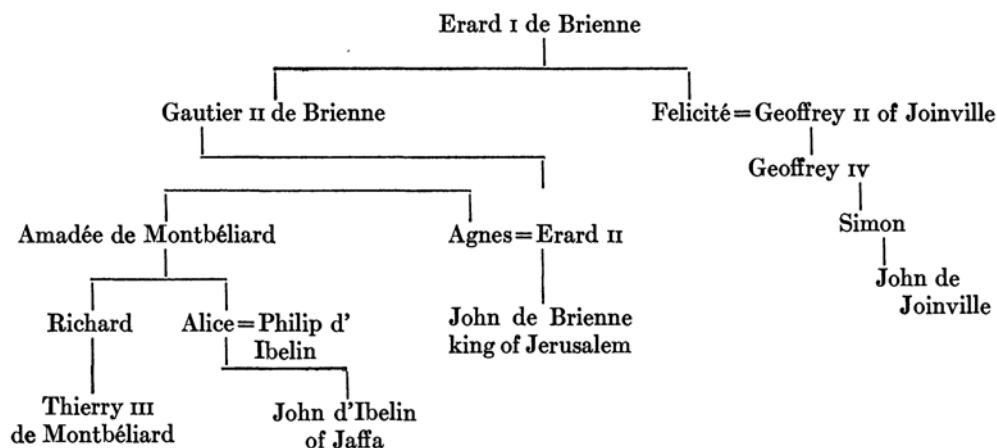 Erard I de Brienne
Gautier II de Brienne
Felicité=Geoffrey II of Joinville
Geoffrey IV
Amadée de Montbéliard
Agnes=Erard II
Simon
John de
Joinville
Richard
Alice=Philip d'
Ibelin
John de Brienne
king of Jerusalem
Thierry III
de Montbéliard
John d'Ibelin
of Jaffa